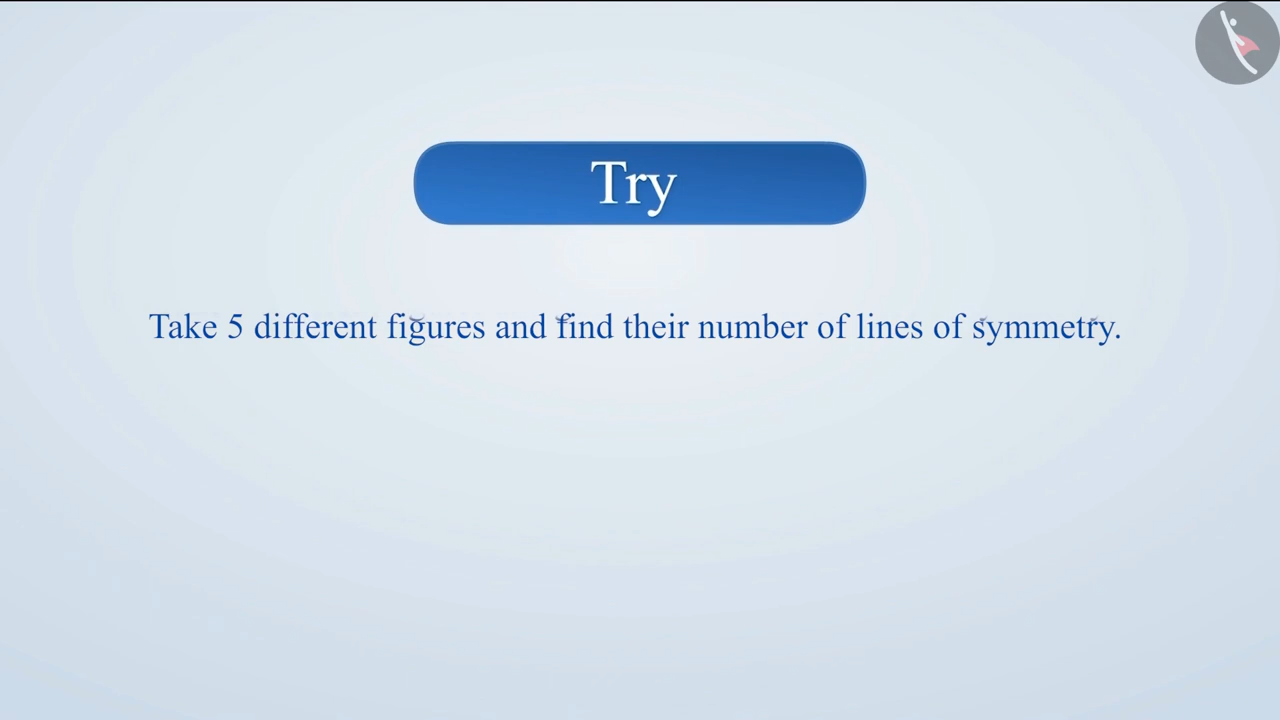 Try
Take 5 different figures and find their number of lines of symmetry.